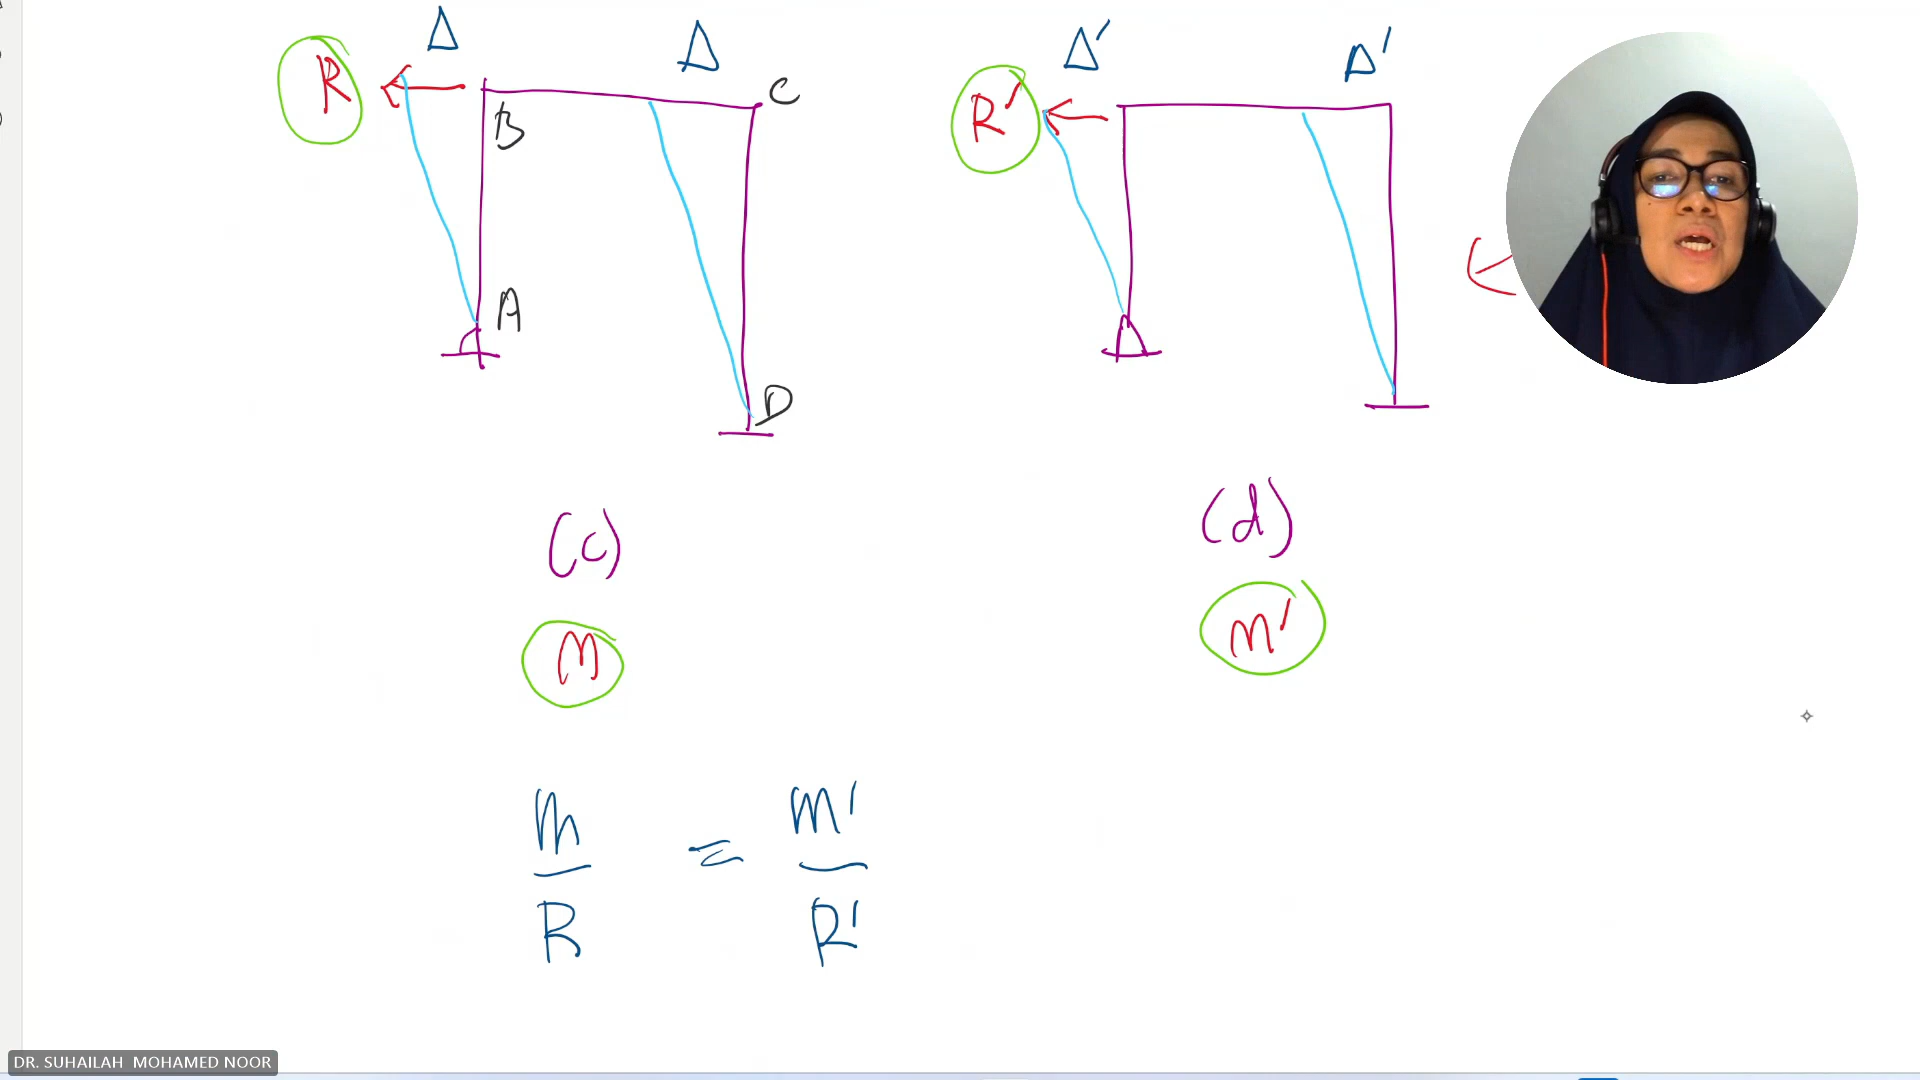 Δ Δ Δ' Δ'
R R'
B C
A
D
(c) (d)
M M'
M = M'
R R'
DR. SUHAILAH MOHAMED NOOR